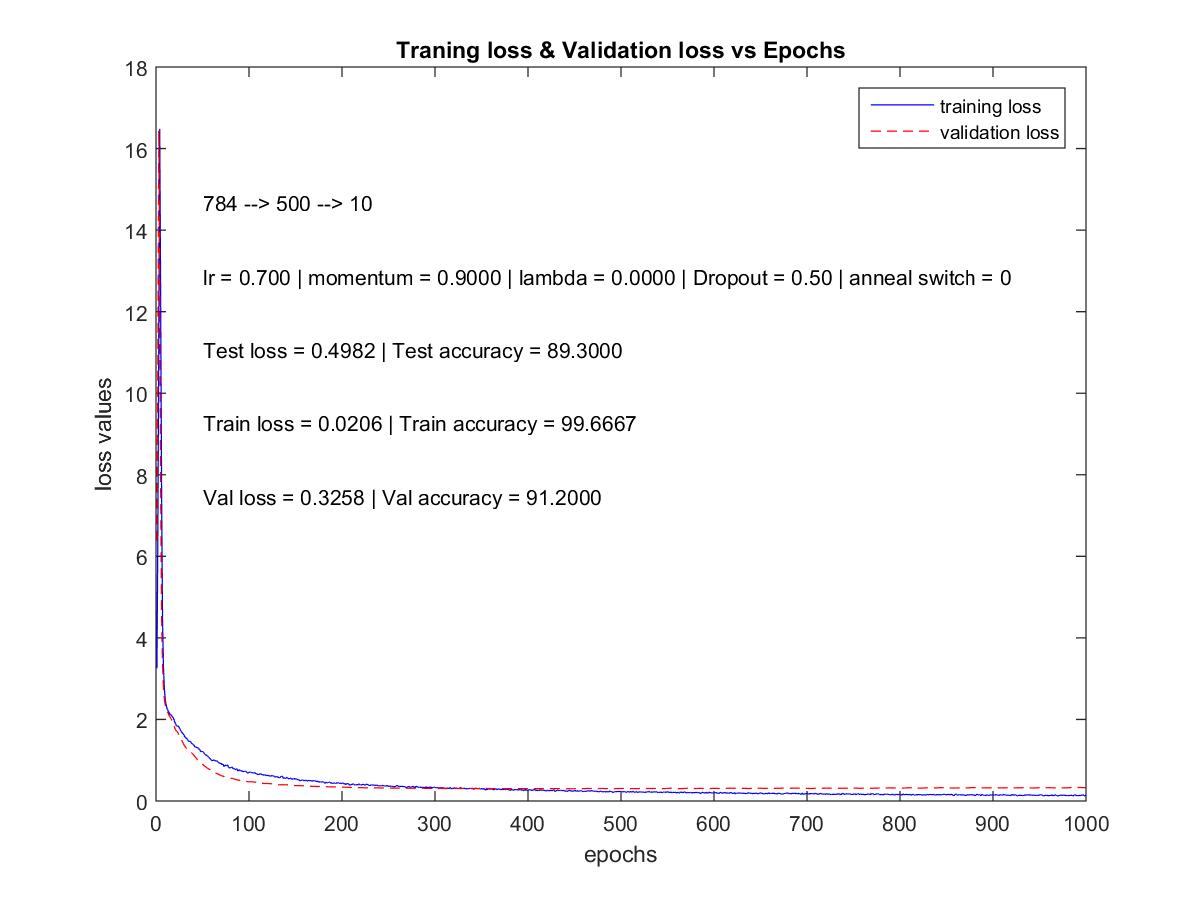 Traning loss & Validation loss vs Epochs
training loss
validation loss
784 --> 500 --> 10
lr = 0.700 | momentum = 0.9000 | lambda = 0.0000 | Dropout = 0.50 | anneal switch = 0
Test loss = 0.4982 | Test accuracy = 89.3000
Train loss = 0.0206 | Train accuracy = 99.6667
Val loss = 0.3258 | Val accuracy = 91.2000
loss values
18
16
14
12
10
8
6
4
2
0
0 100 200 300 400 500 600 700 800 900 1000
epochs